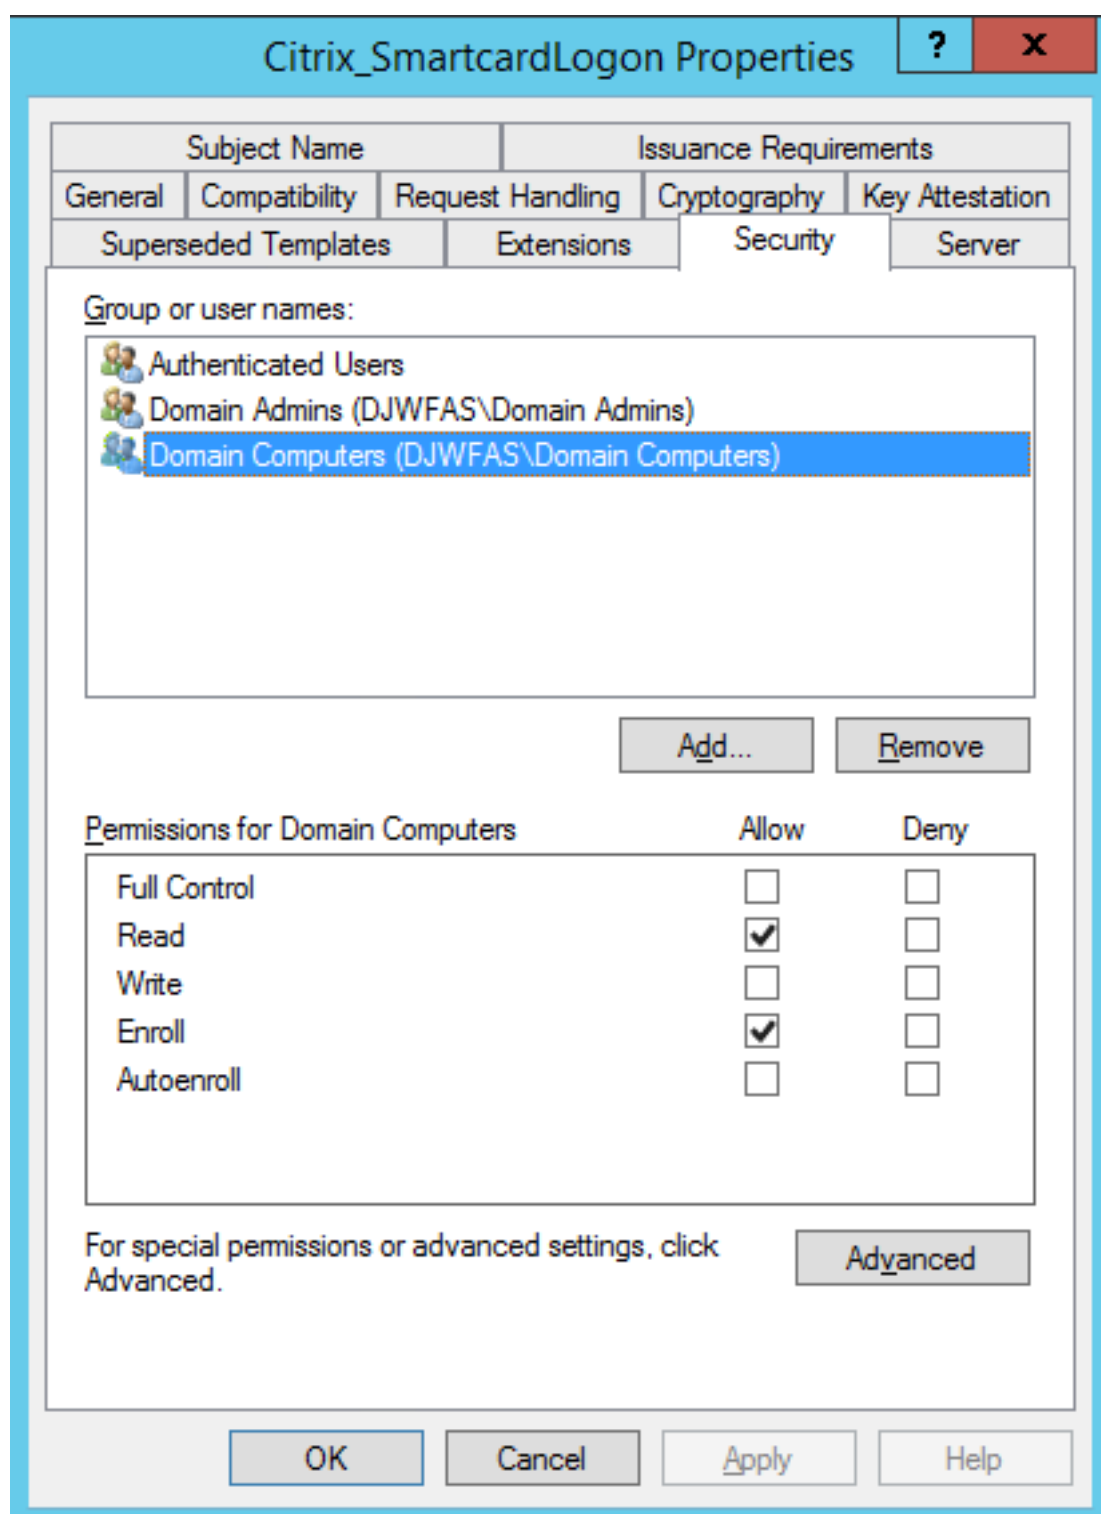 Citrix_SmartcardLogon Properties ? x
Subject Name Issuance Requirements
General Compatibility Request Handling Cryptography Key Attestation
Superseded Templates Extensions Security Server
Group or user names:
Authenticated Users
Domain Admins (DJWFAS\Domain Admins)
Domain Computers (DJWFAS\Domain Computers)
Add... Remove
Permissions for Domain Computers Allow Deny
Full Control
Read
Write
Enroll
Autoenroll
For special permissions or advanced settings, click
Advanced.
Advanced
OK Cancel Apply Help